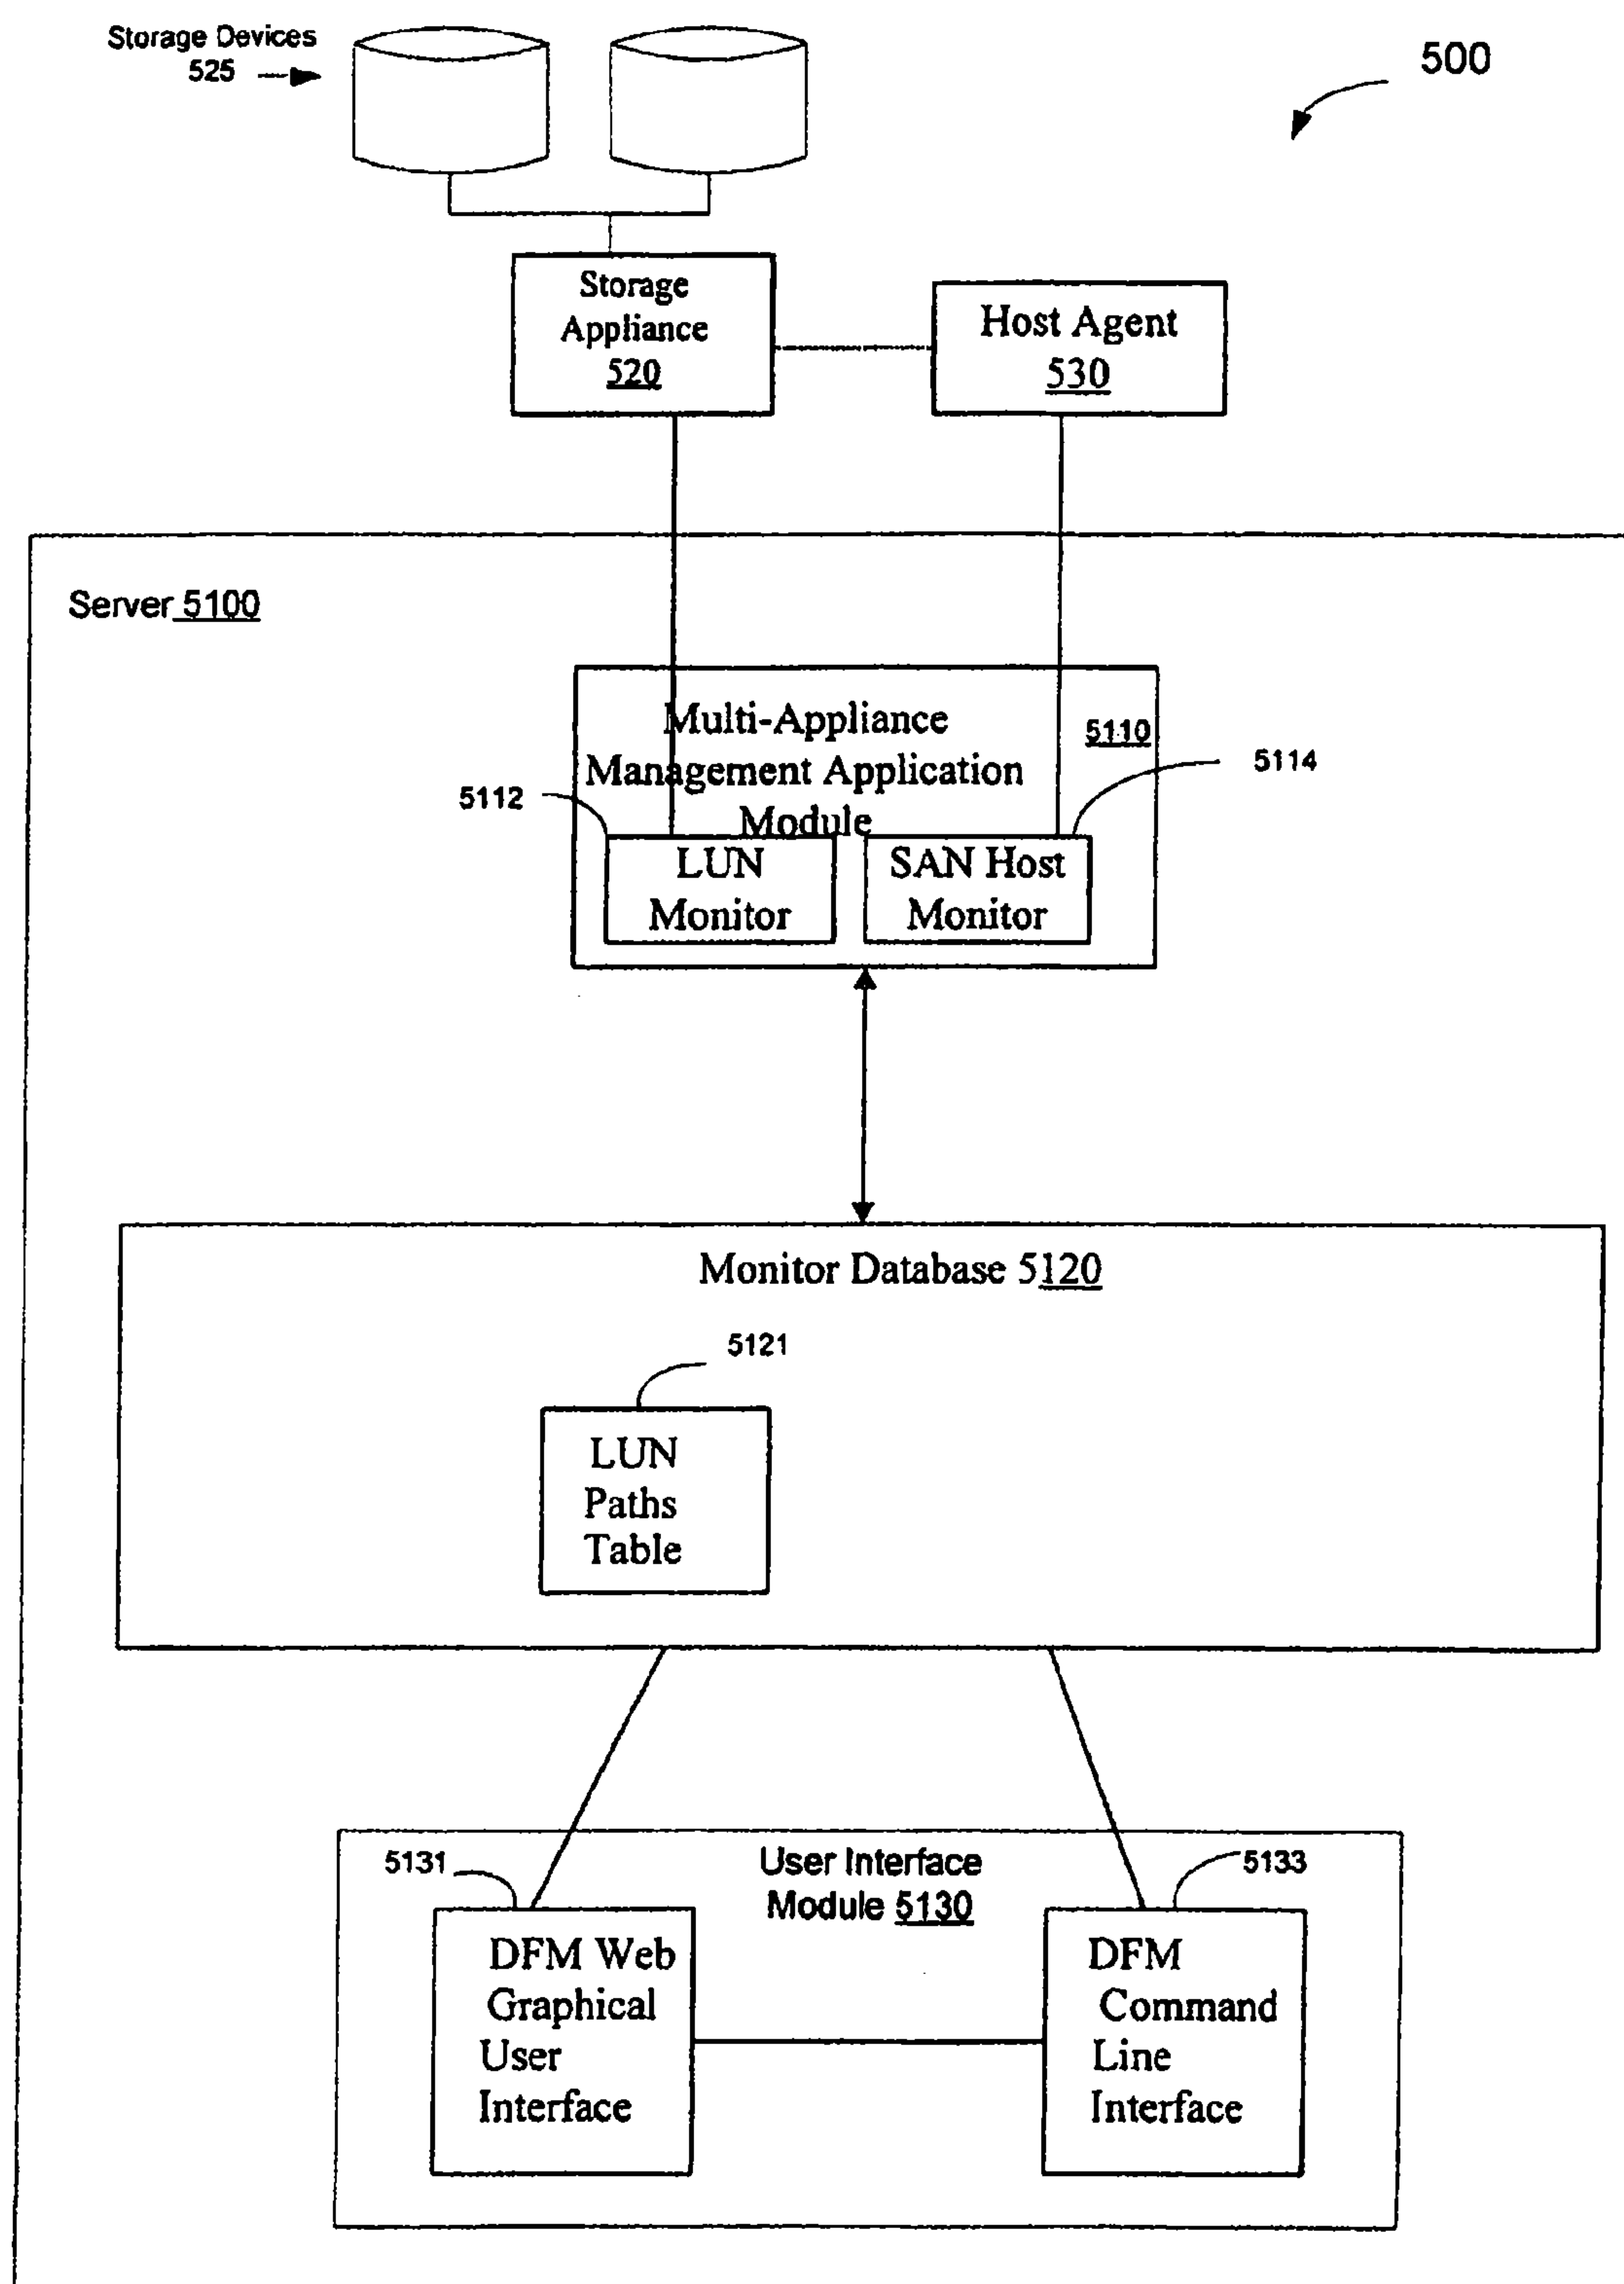 Storage Devices
525
500
Storage
Appliance
520
Host Agent
530
Server 5100
Multi-Appliance
5110
Management Application
5114
5112
Module
LUN
Monitor
SAN Host
Monitor
Monitor Database 5120
5121
LUN
Paths
Table
5131
User Interface
Module 5130
5133
DFM Web
Graphical
User
Interface
DFM
Command
Line
Interface